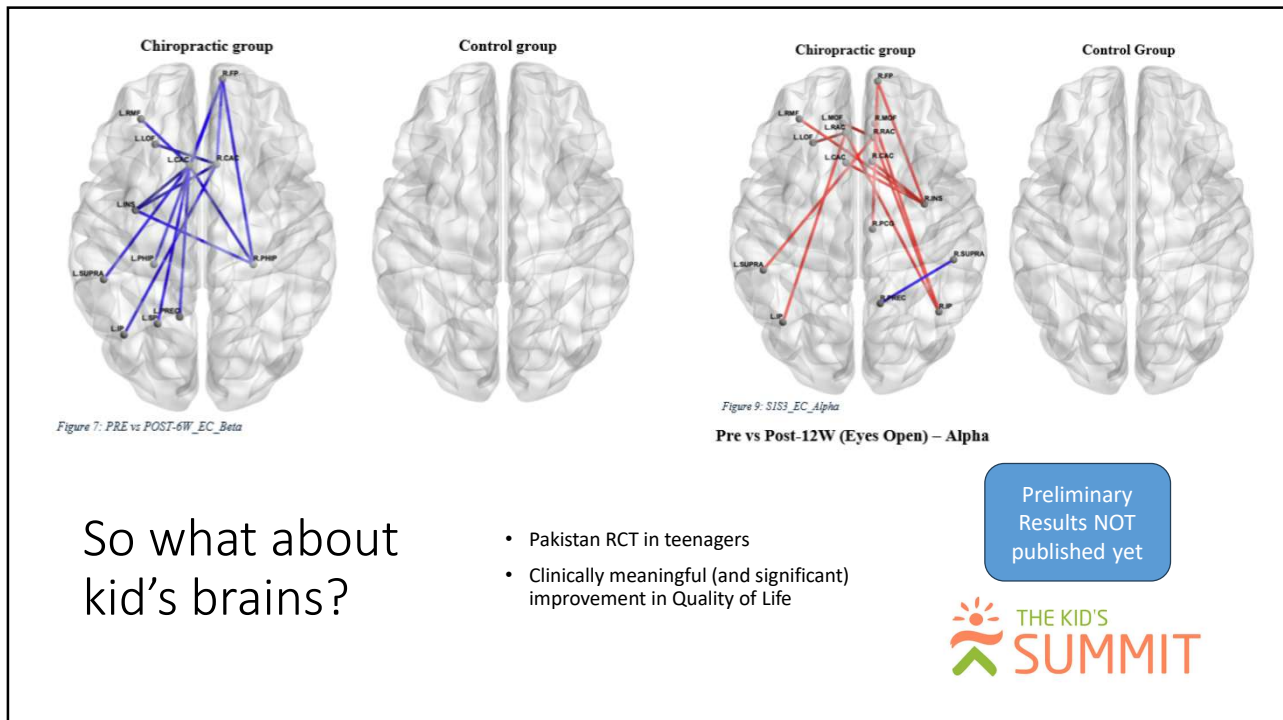 Chiropractic group
Control group
R.FP
L.RMF
L.LOF
L.CAC
R.CAC
L.INS
L.PHIP
R.PHIP
L.SUPRA
L.PREC
L.SP
L.IP
Figure 7: PRE vs POST-6W_EC_Beta
Chiropractic group
Control Group
R.FP
L.RMF
L.MOF
R.MOF
L.RAC
R.RAC
L.LOF
L.CAC
R.CAC
R.INS
R.PCG
L.SUPRA
R.SUPRA
R.PREC
R.IP
L.IP
Figure 9: S1S3_EC_Alpha
Pre vs Post-12W (Eyes Open) – Alpha
So what about
kid's brains?
• Pakistan RCT in teenagers
• Clinically meaningful (and significant)
improvement in Quality of Life
Preliminary
Results NOT
published yet
THE KID'S
SUMMIT